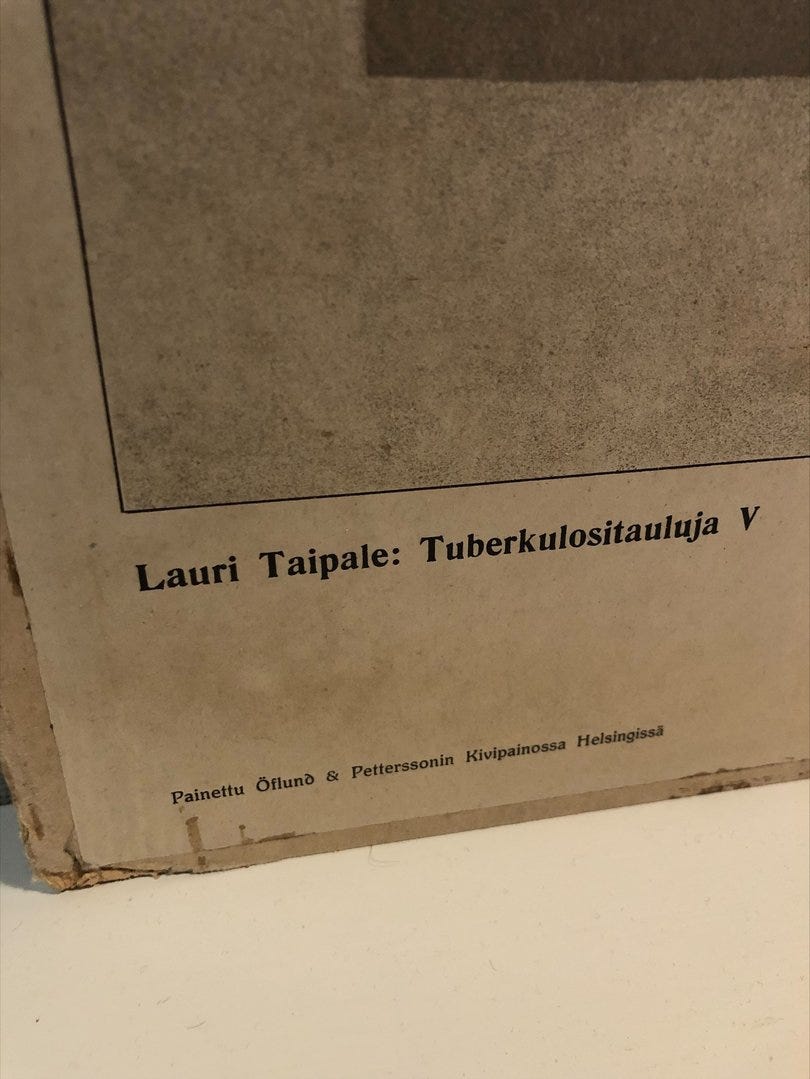 Lauri Taipale: Tuberkulositauluja V
Painettu Öflund & Petterssonin Kivipainossa Helsingissä